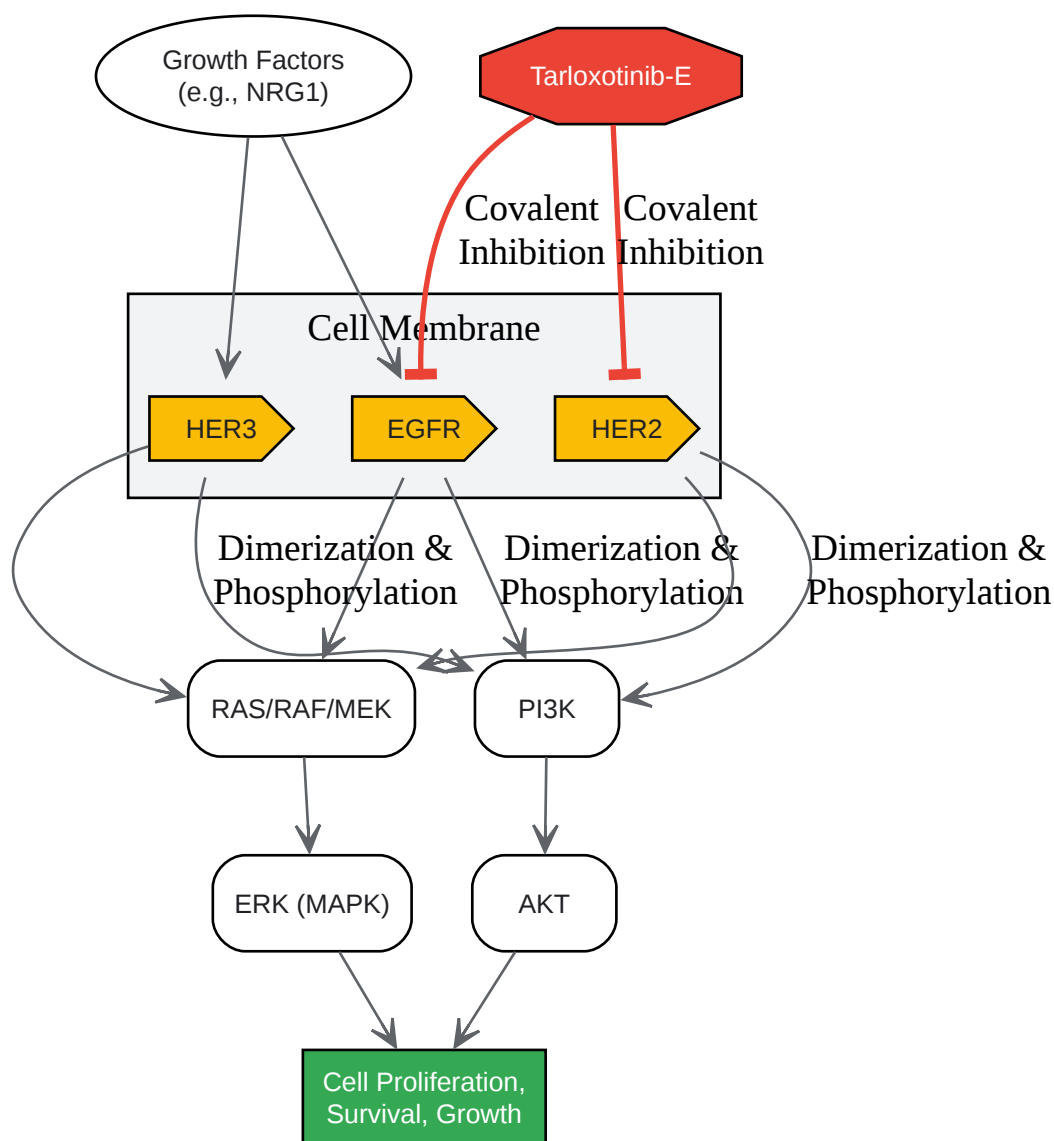 Growth Factors
(e.g., NRG1)
Tarloxotinib-E
Covalent
Inhibition
Covalent
Inhibition
Cell Membrane
HER3
EGFR
HER2
Dimerization &
Phosphorylation
Dimerization &
Phosphorylation
Dimerization &
Phosphorylation
RAS/RAF/MEK
PI3K
ERK (MAPK)
AKT
Cell Proliferation,
Survival, Growth